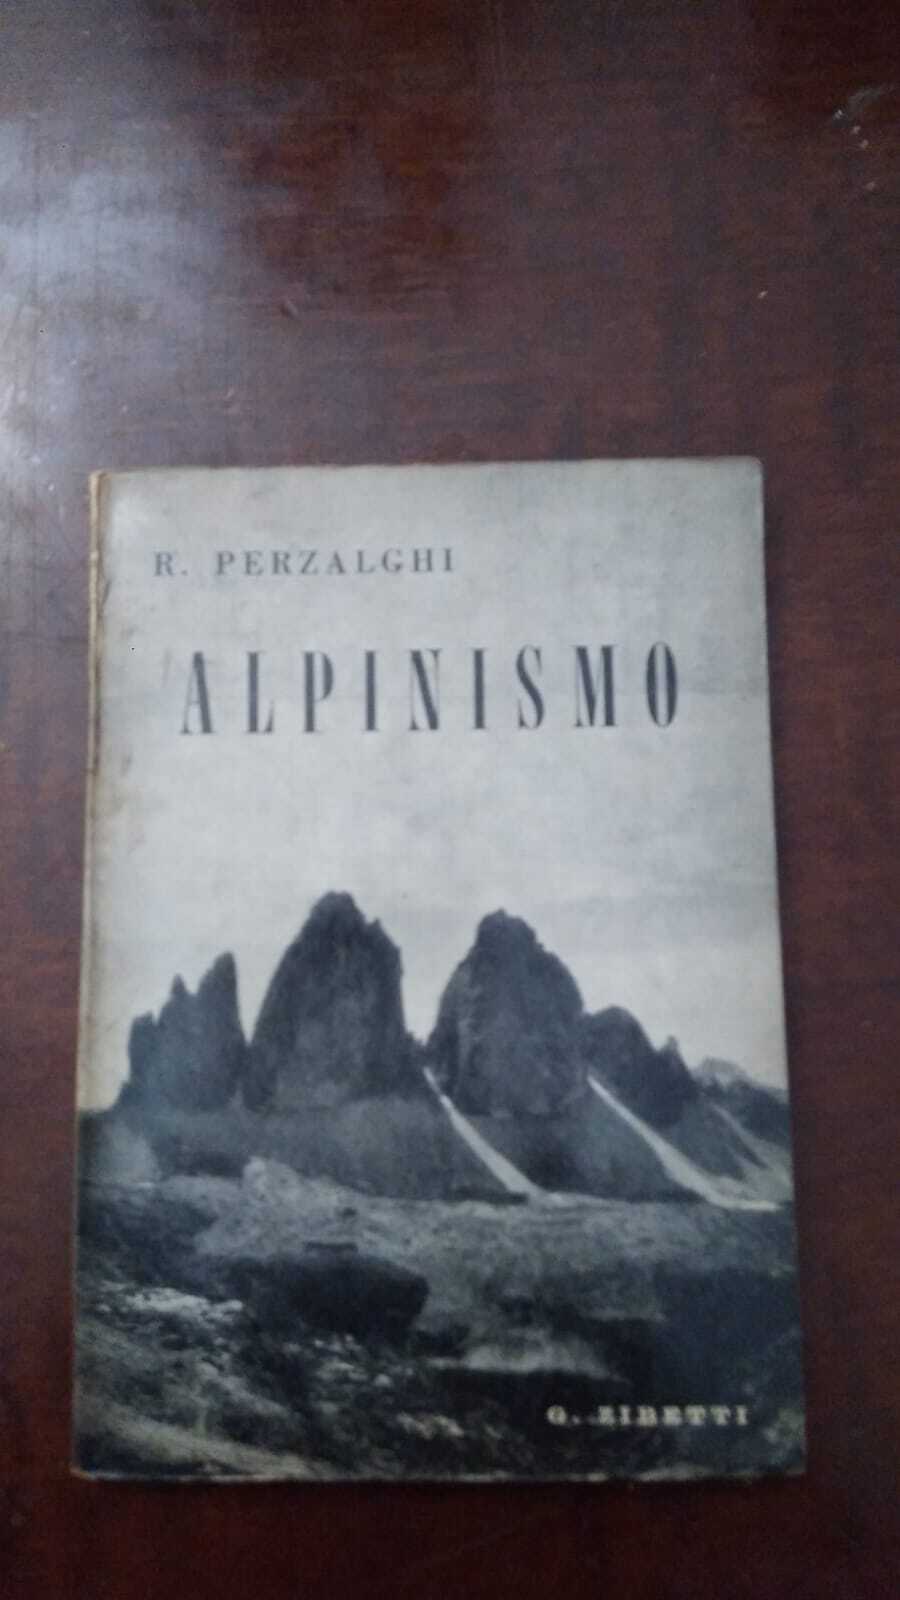 R. PERZALGHI
ALPINISMO
G. ZIBETTI